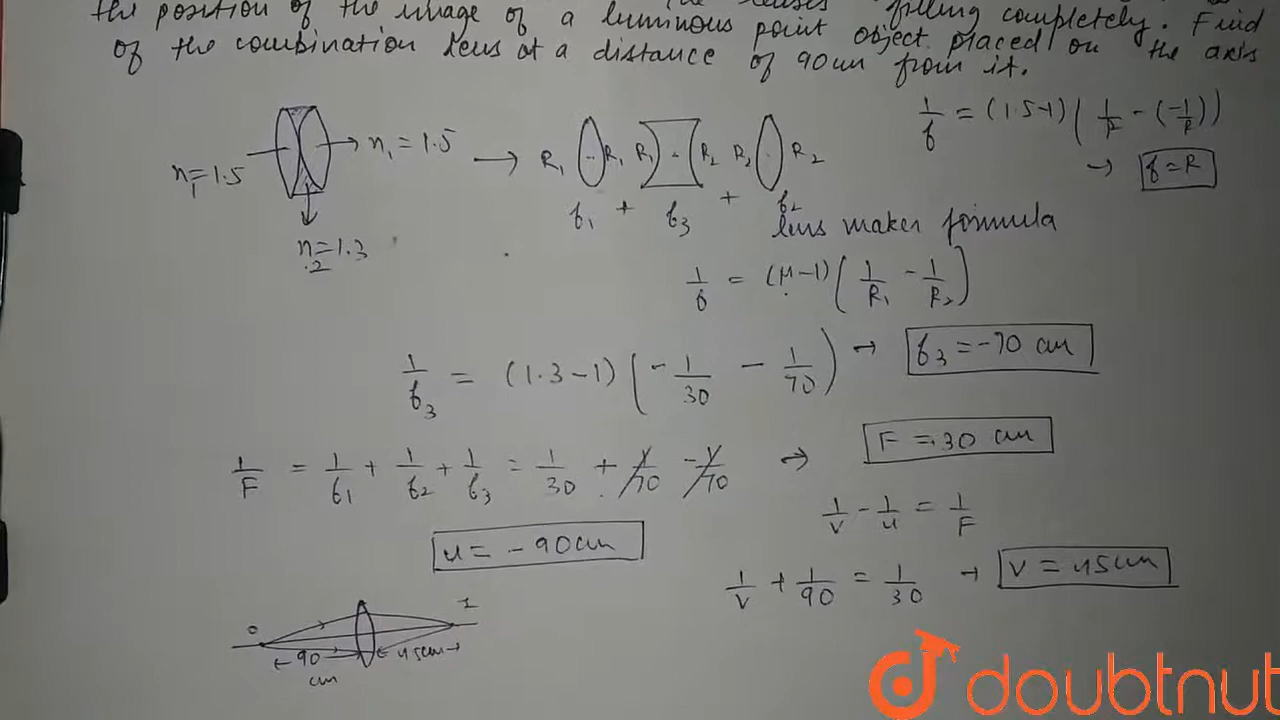 the position of the image of a luminous point object placed on the axis
filling completely. Find
of the combination lens at a distance of 90cm from it.
n₁=1.5
n₁=1.5
n₂=1.3
→ R₁ R₁ R₁ R₂ R₂ R₂
f₁ + f₃ + f₂
1/f = (1.5-1)(1/R - (-1/R))
→ f=R
lens maker formula
1/f = (μ-1)(1/R₁ - 1/R₂)
1/f₃ = (1.3-1)(-1/30 - 1/70) → f₃ = -70 cm
1/F = 1/f₁ + 1/f₂ + 1/f₃ = 1/30 + 1/70 - 1/70 → F = 30 cm
1/v - 1/u = 1/F
u = -90cm
1/v + 1/90 = 1/30 → v = 45cm
O I
90 cm
45cm
doubtnut